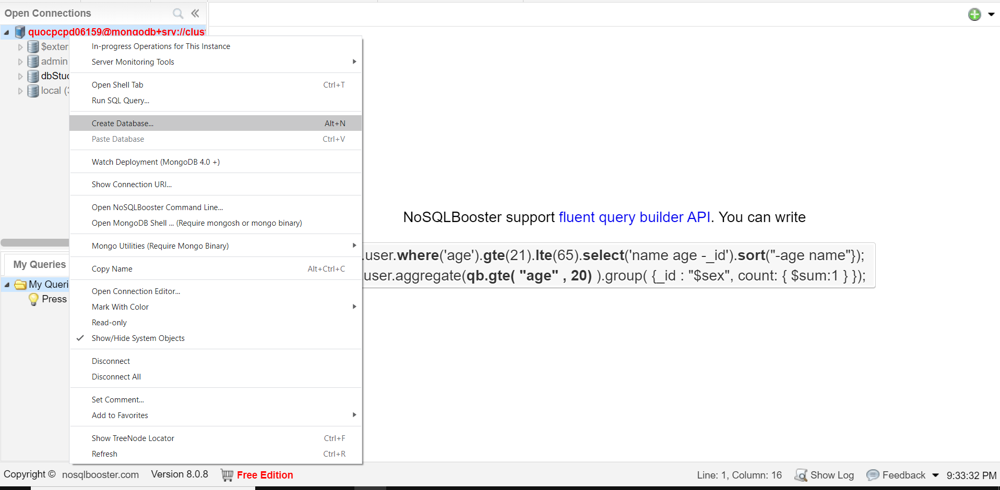 Open Connections
quocpcpd06159@mongodb+srv://clus
$exter
admin
dbStud
local (3
In-progress Operations for This Instance
Server Monitoring Tools
Open Shell Tab Ctrl+T
Run SQL Query...
Create Database... Alt+N
Paste Database Ctrl+V
Watch Deployment (MongoDB 4.0 +)
Show Connection URI...
Open NoSQLBooster Command Line...
Open MongoDB Shell ... (Require mongosh or mongo binary)
Mongo Utilities (Require Mongo Binary)
Copy Name Alt+Ctrl+C
Open Connection Editor...
Mark With Color
Read-only
Show/Hide System Objects
Disconnect
Disconnect All
Set Comment...
Add to Favorites
Show TreeNode Locator Ctrl+F
Refresh Ctrl+R
My Queries
My Queri
Press
NoSQLBooster support fluent query builder API. You can write
.user.where('age').gte(21).lte(65).select('name age -_id').sort("-age name"});
user.aggregate(qb.gte( "age" , 20) ).group( {_id : "$sex", count: { $sum:1 } });
Copyright © nosqlbooster.com Version 8.0.8 Free Edition Line: 1, Column: 16 Show Log Feedback 9:33:32 PM